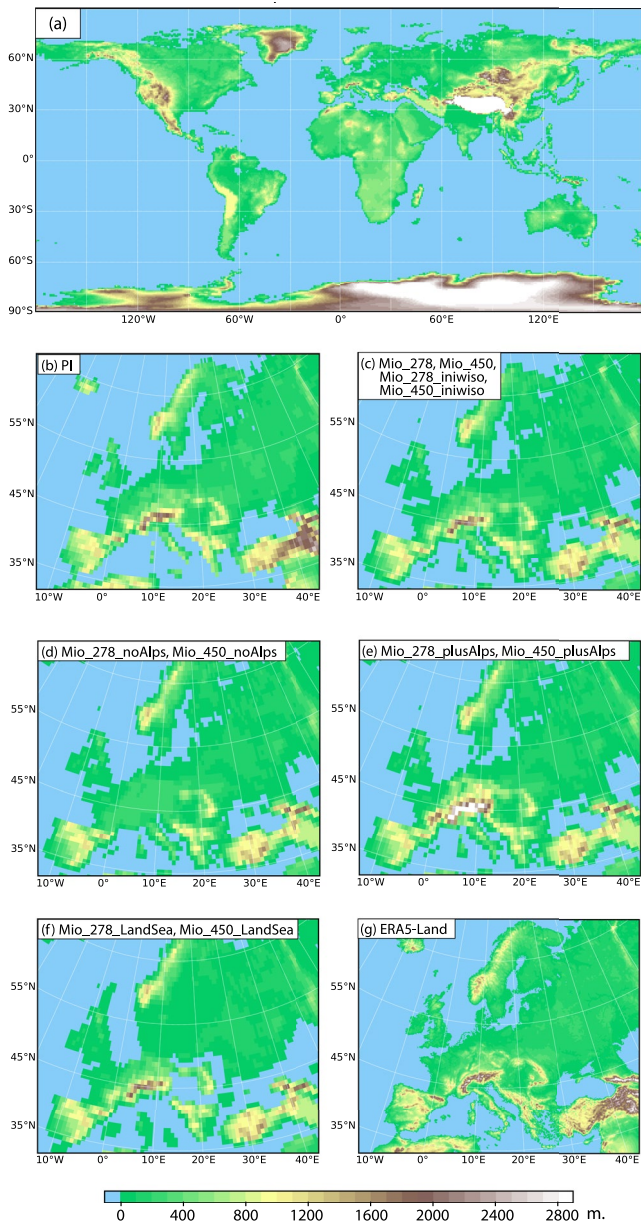 (a)
60°N
30°N
0°
30°S
60°S
90°S
120°W 60°W 0° 60°E 120°E
(b) PI
55°N
45°N
35°N
10°W 0° 10°E 20°E 30°E 40°E
(c) Mio_278, Mio_450,
Mio_278_iniwiso,
Mio_450_iniwiso
55°N
45°N
35°N
10°W 0° 10°E 20°E 30°E 40°E
(d) Mio_278_noAlps, Mio_450_noAlps
55°N
45°N
35°N
10°W 0° 10°E 20°E 30°E 40°E
(e) Mio_278_plusAlps, Mio_450_plusAlps
55°N
45°N
35°N
10°W 0° 10°E 20°E 30°E 40°E
(f) Mio_278_LandSea, Mio_450_LandSea
55°N
45°N
35°N
10°W 0° 10°E 20°E 30°E 40°E
(g) ERA5-Land
55°N
45°N
35°N
10°W 0° 10°E 20°E 30°E 40°E
0 400 800 1200 1600 2000 2400 2800 m.